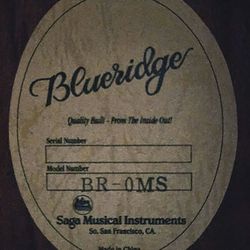 Blueridge
Quality Built - From The Inside Out!
Serial Number
Model Number
BR-0MS
Saga Musical Instruments
So. San Francisco, CA.
Made in China